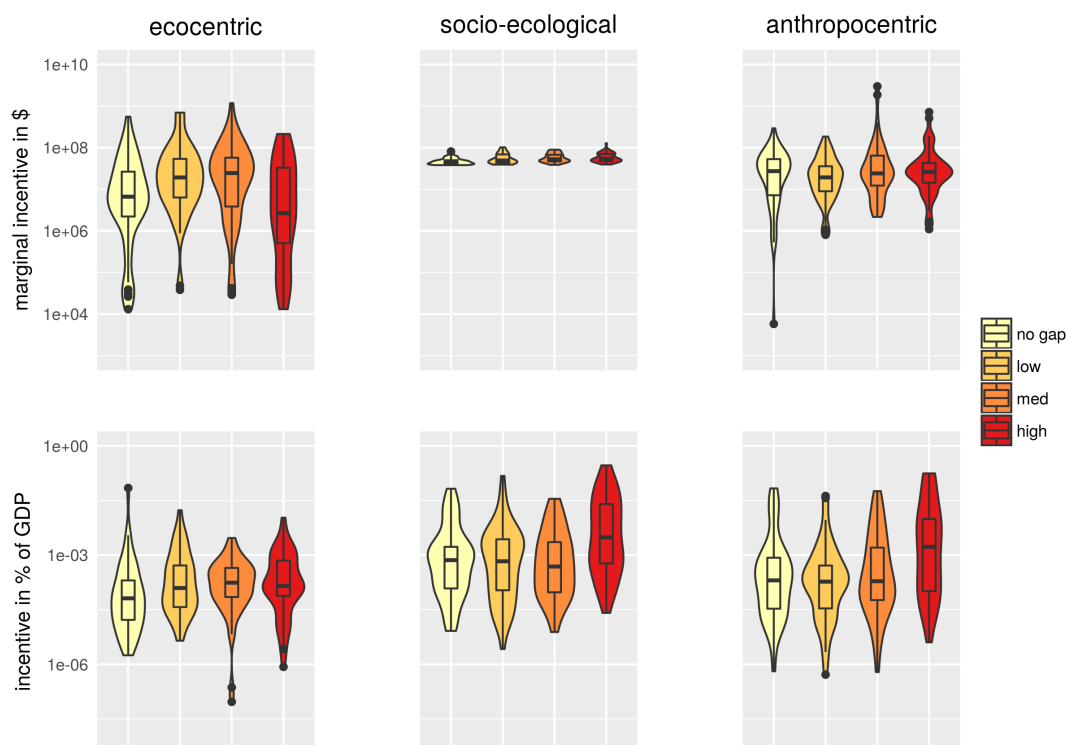 ecocentric
socio-ecological
anthropocentric
marginal incentive in $
1e+10
1e+08
1e+06
1e+04
no gap
low
med
high
incentive in % of GDP
1e+00
1e-03
1e-06